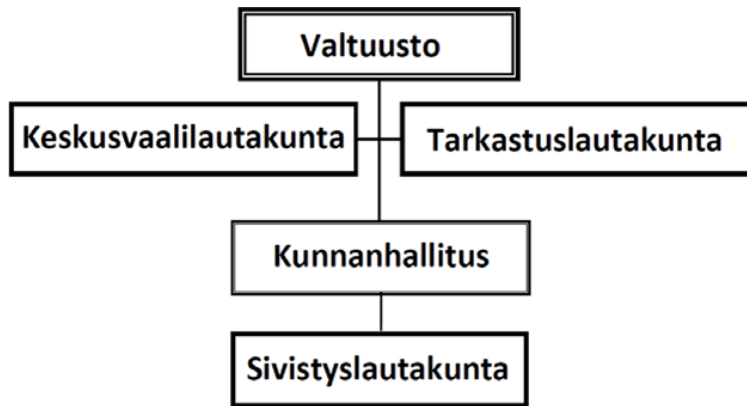 Valtuusto
Keskusvaalilautakunta
Tarkastuslautakunta
Kunnanhallitus
Sivistyslautakunta